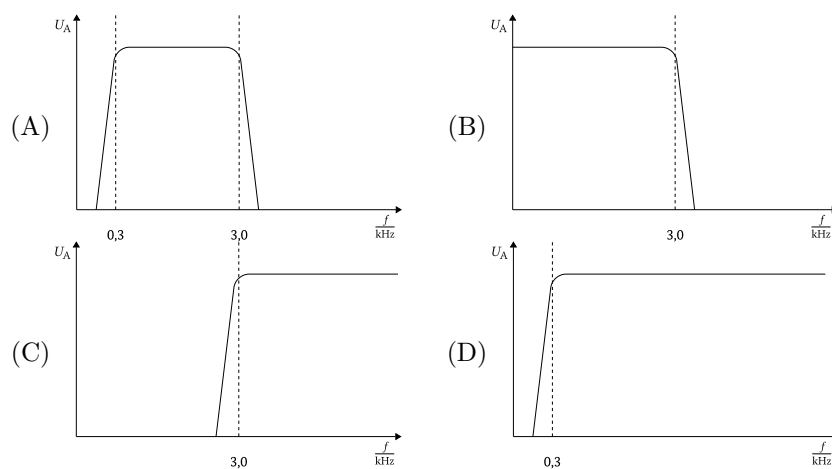 U_A
(A)
0,3
3,0
f/kHz
U_A
(B)
3,0
f/kHz
U_A
(C)
3,0
f/kHz
U_A
(D)
0,3
f/kHz